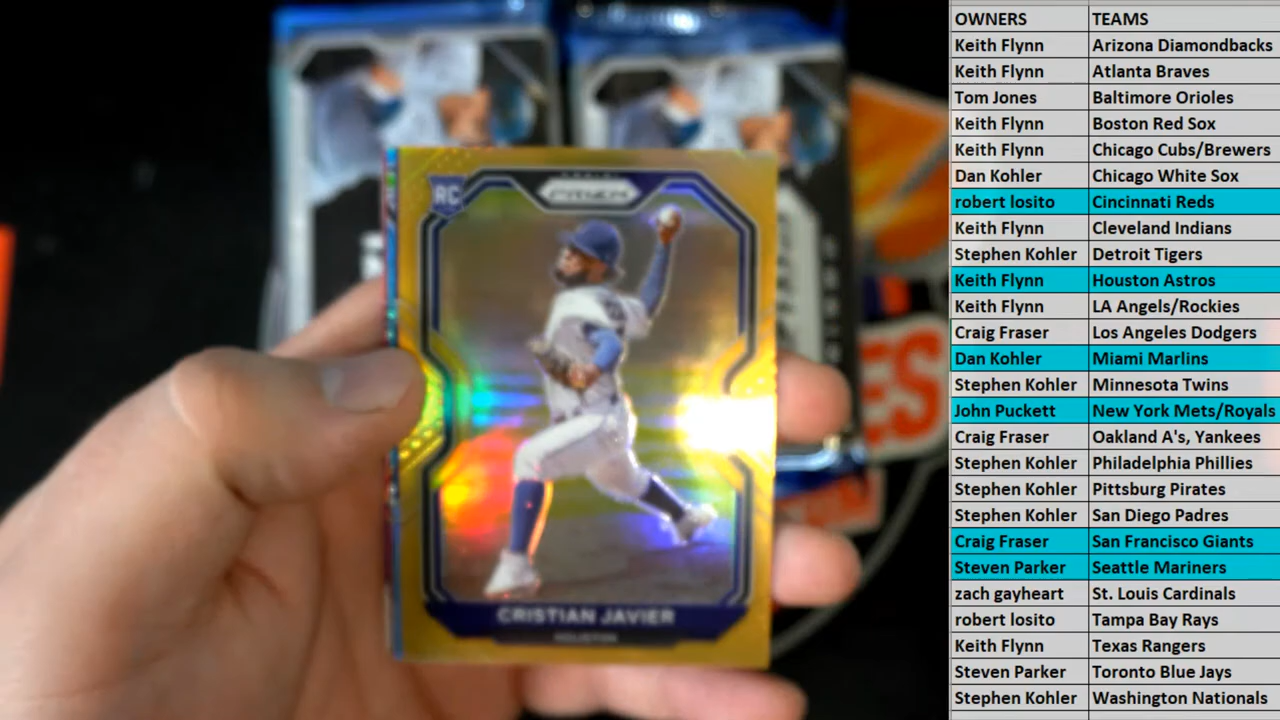 RC
PANINI
PRIZM
CRISTIAN JAVIER
HOUSTON
ES
OWNERS TEAMS
Keith Flynn Arizona Diamondbacks
Keith Flynn Atlanta Braves
Tom Jones Baltimore Orioles
Keith Flynn Boston Red Sox
Keith Flynn Chicago Cubs/Brewers
Dan Kohler Chicago White Sox
robert losito Cincinnati Reds
Keith Flynn Cleveland Indians
Stephen Kohler Detroit Tigers
Keith Flynn Houston Astros
Keith Flynn LA Angels/Rockies
Craig Fraser Los Angeles Dodgers
Dan Kohler Miami Marlins
Stephen Kohler Minnesota Twins
John Puckett New York Mets/Royals
Craig Fraser Oakland A's, Yankees
Stephen Kohler Philadelphia Phillies
Stephen Kohler Pittsburg Pirates
Stephen Kohler San Diego Padres
Craig Fraser San Francisco Giants
Steven Parker Seattle Mariners
zach gayheart St. Louis Cardinals
robert losito Tampa Bay Rays
Keith Flynn Texas Rangers
Steven Parker Toronto Blue Jays
Stephen Kohler Washington Nationals